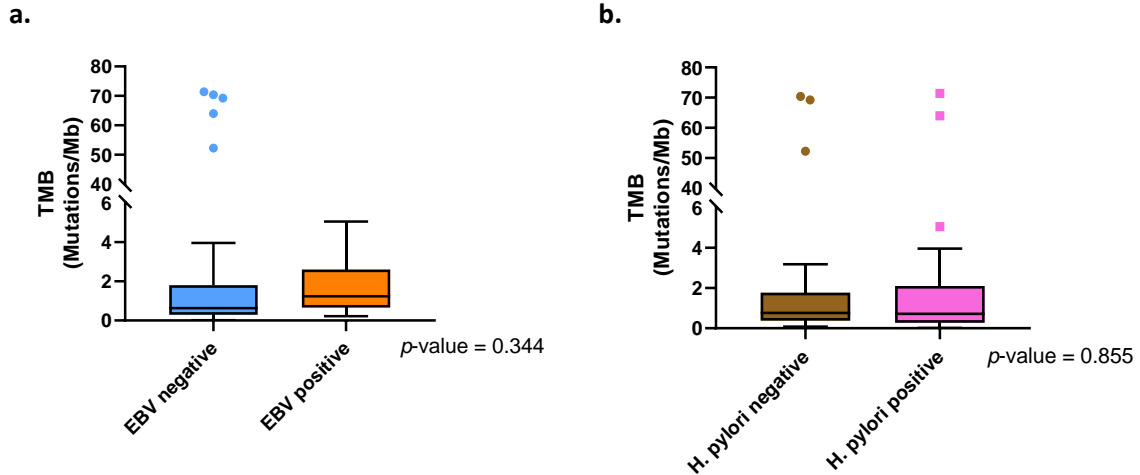 a.
TMB
(Mutations/Mb)
80
70
60
50
40
6
4
2
0
EBV negative
EBV positive
p-value = 0.344
b.
TMB
(Mutations/Mb)
80
70
60
50
40
6
4
2
0
H. pylori negative
H. pylori positive
p-value = 0.855